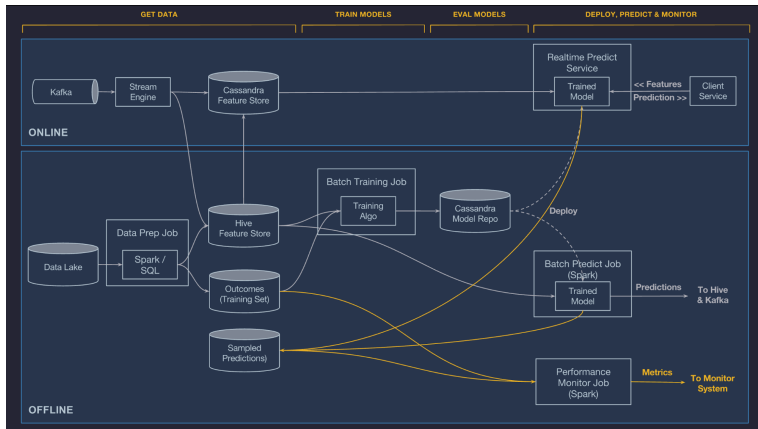 GET DATA
TRAIN MODELS
EVAL MODELS
DEPLOY, PREDICT & MONITOR
Kafka
Stream
Engine
Cassandra
Feature Store
Realtime Predict
Service
Trained
Model
<< Features
Prediction >>
Client
Service
ONLINE
Batch Training Job
Training
Algo
Hive
Feature Store
Cassandra
Model Repo
Deploy
Data Prep Job
Spark /
SQL
Data Lake
Outcomes
(Training Set)
Batch Predict Job
(Spark)
Trained
Model
Predictions
To Hive
& Kafka
Sampled
Predictions)
Performance
Monitor Job
(Spark)
Metrics
To Monitor
System
OFFLINE